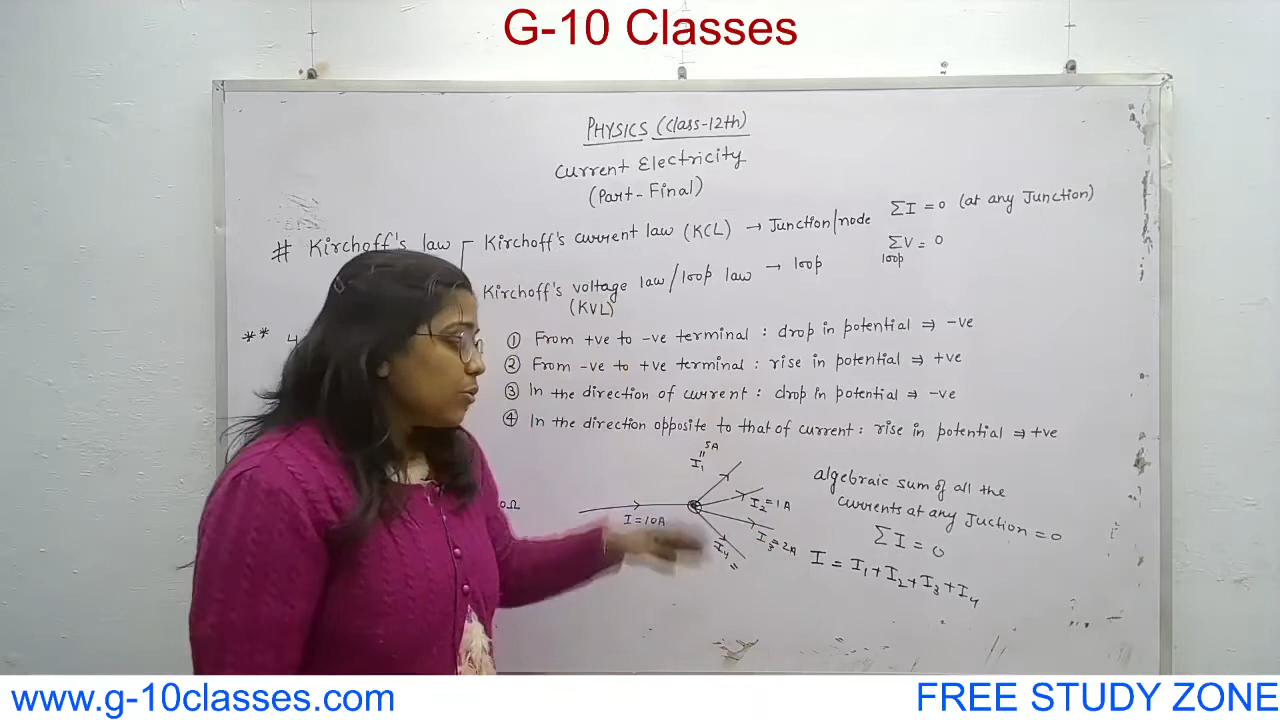 G-10 Classes
PHYSICS (Class-12th)
Current Electricity
(Part-Final)
# Kirchoff's law
Kirchoff's current law (KCL) → Junction/node
ΣI = 0 (at any Junction)
ΣV = 0
loop
Kirchoff's voltage law / loop law → loop
(KVL)
** 4
① From +ve to -ve terminal : drop in potential ⇒ -ve
② From -ve to +ve terminal : rise in potential ⇒ +ve
③ In the direction of current : drop in potential ⇒ -ve
④ In the direction opposite to that of current : rise in potential ⇒ +ve
0Ω
I=10A
5A
=
I₁
I₂=1A
I₃=2A
I₄ =
algebraic sum of all the
currents at any Juction = 0
ΣI = 0
I = I₁+I₂+I₃+I₄
www.g-10classes.com
FREE STUDY ZONE